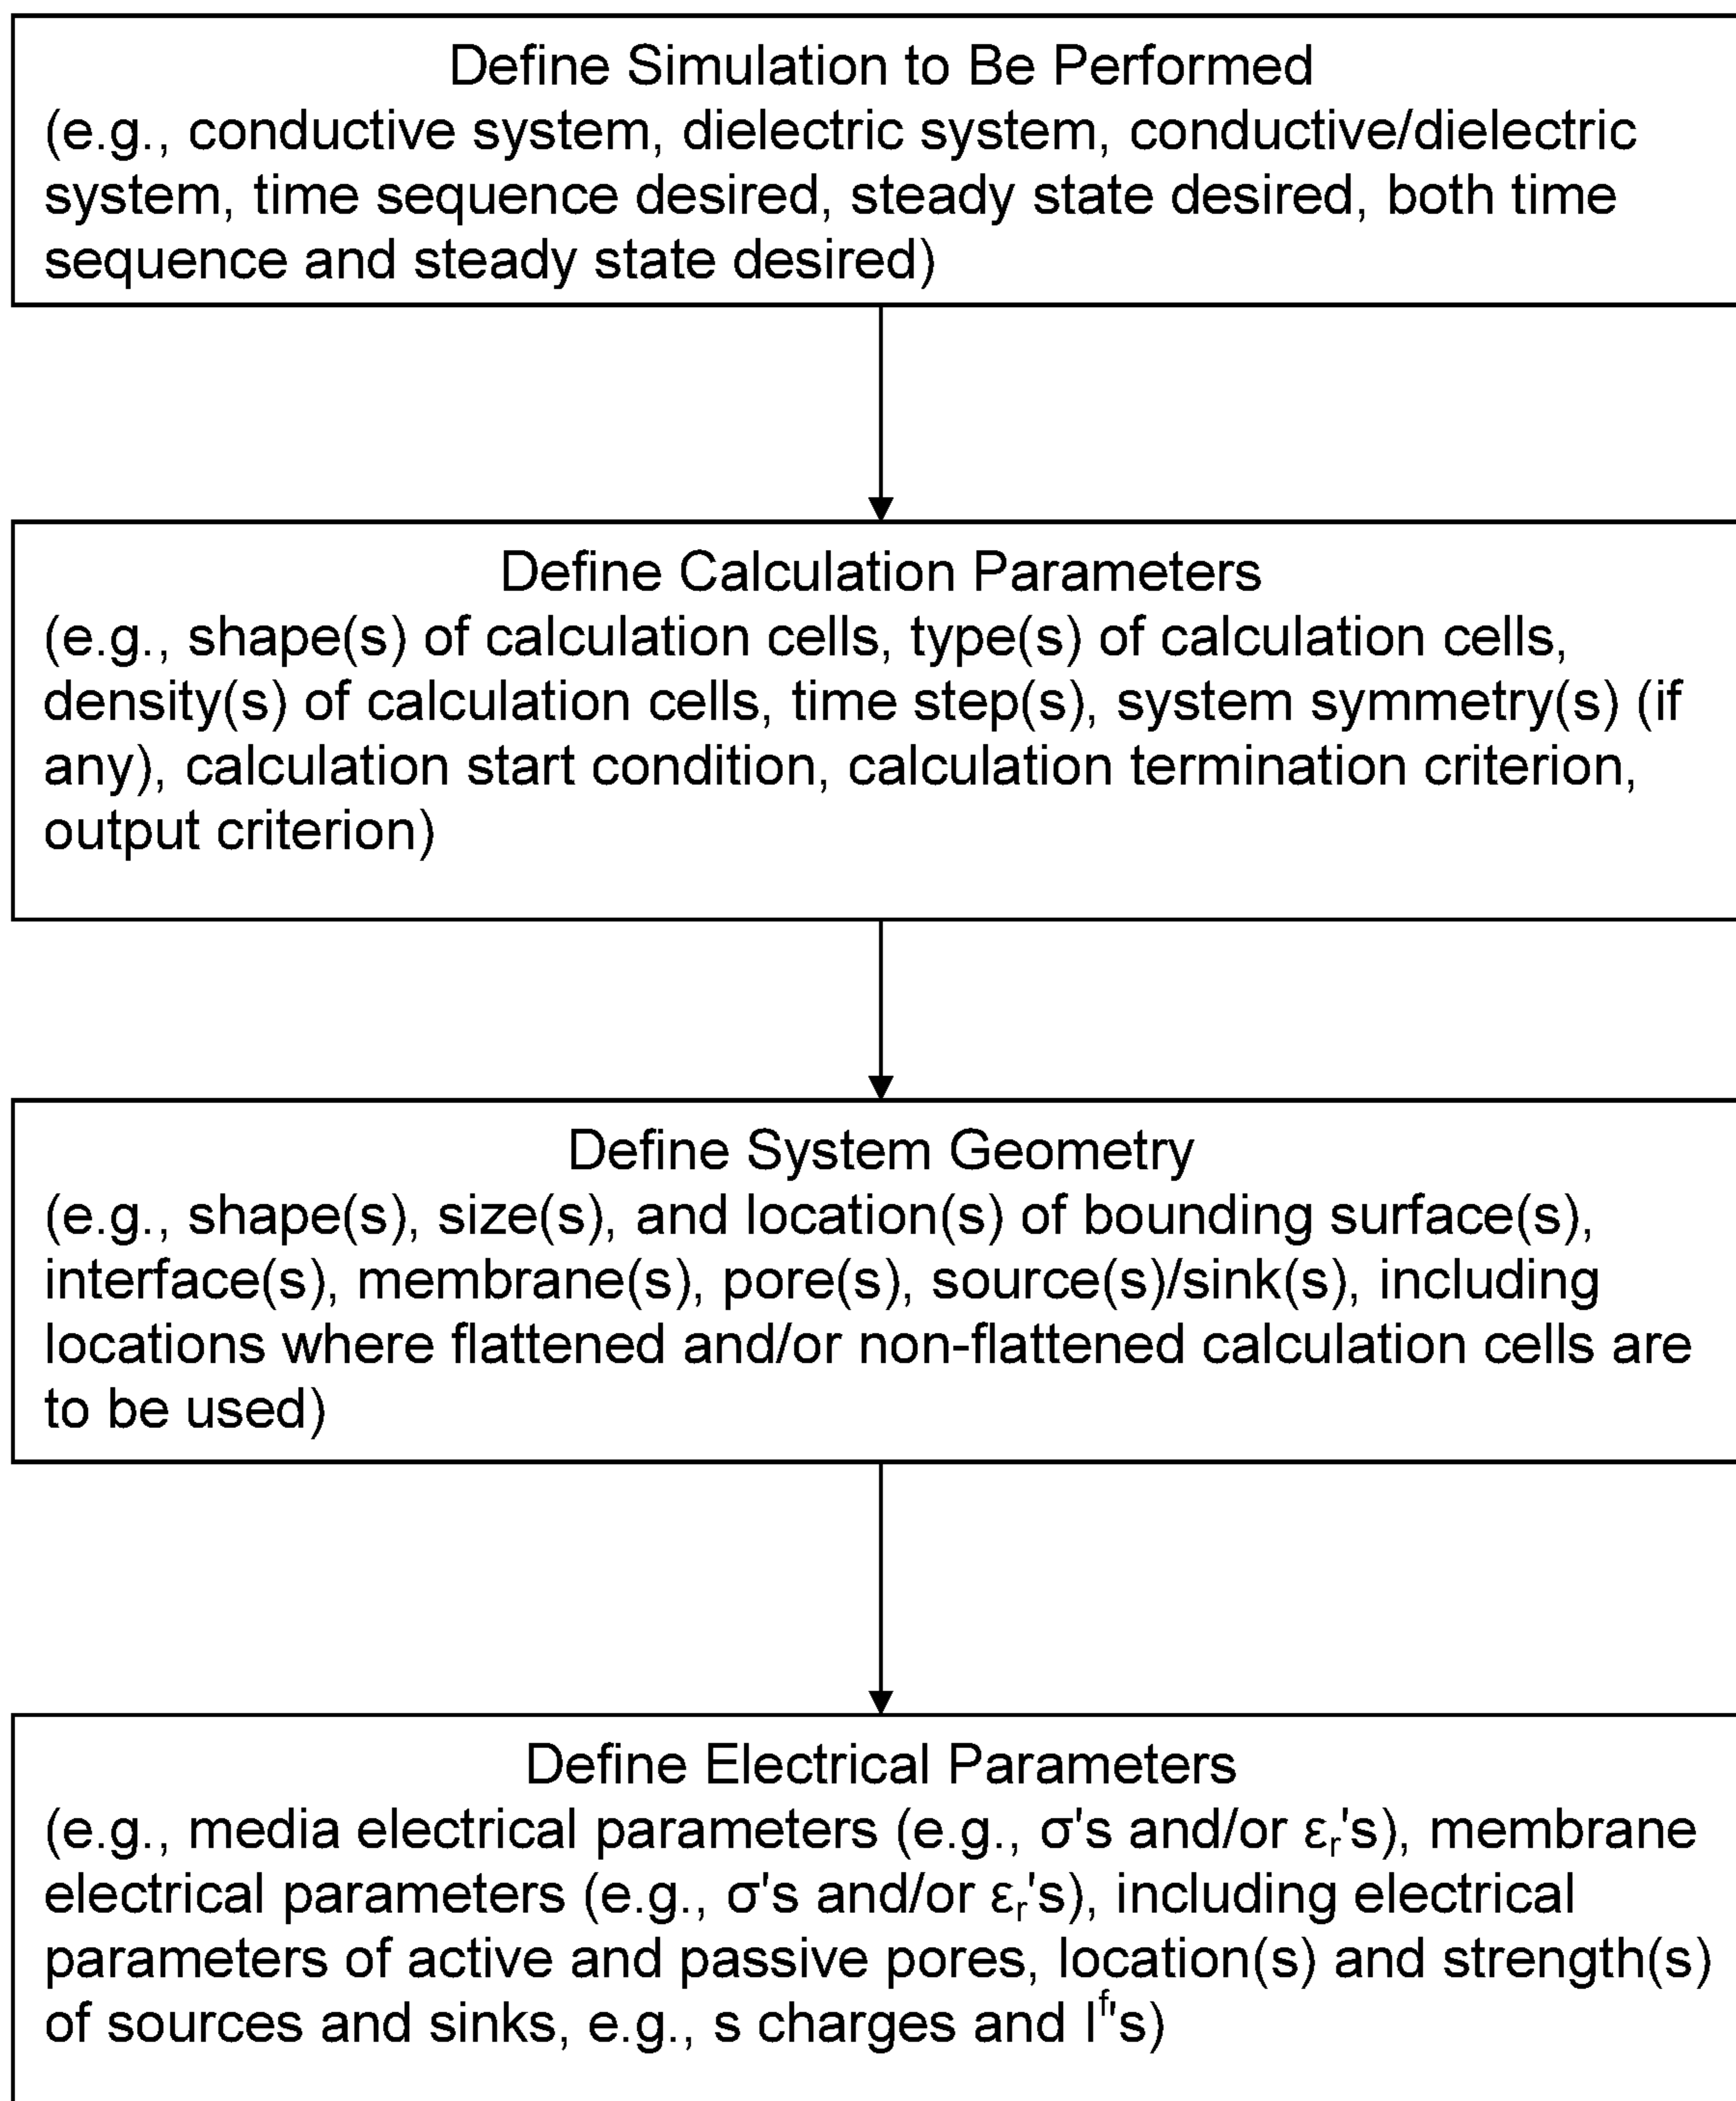 Define Simulation to Be Performed
(e.g., conductive system, dielectric system, conductive/dielectric
system, time sequence desired, steady state desired, both time
sequence and steady state desired)
Define Calculation Parameters
(e.g., shape(s) of calculation cells, type(s) of calculation cells,
density(s) of calculation cells, time step(s), system symmetry(s) (if
any), calculation start condition, calculation termination criterion,
output criterion)
Define System Geometry
(e.g., shape(s), size(s), and location(s) of bounding surface(s),
interface(s), membrane(s), pore(s), source(s)/sink(s), including
locations where flattened and/or non-flattened calculation cells are
to be used)
Define Electrical Parameters
(e.g., media electrical parameters (e.g., σ's and/or εᵣ's), membrane
electrical parameters (e.g., σ's and/or εᵣ's), including electrical
parameters of active and passive pores, location(s) and strength(s)
of sources and sinks, e.g., s charges and Iᶠ's)